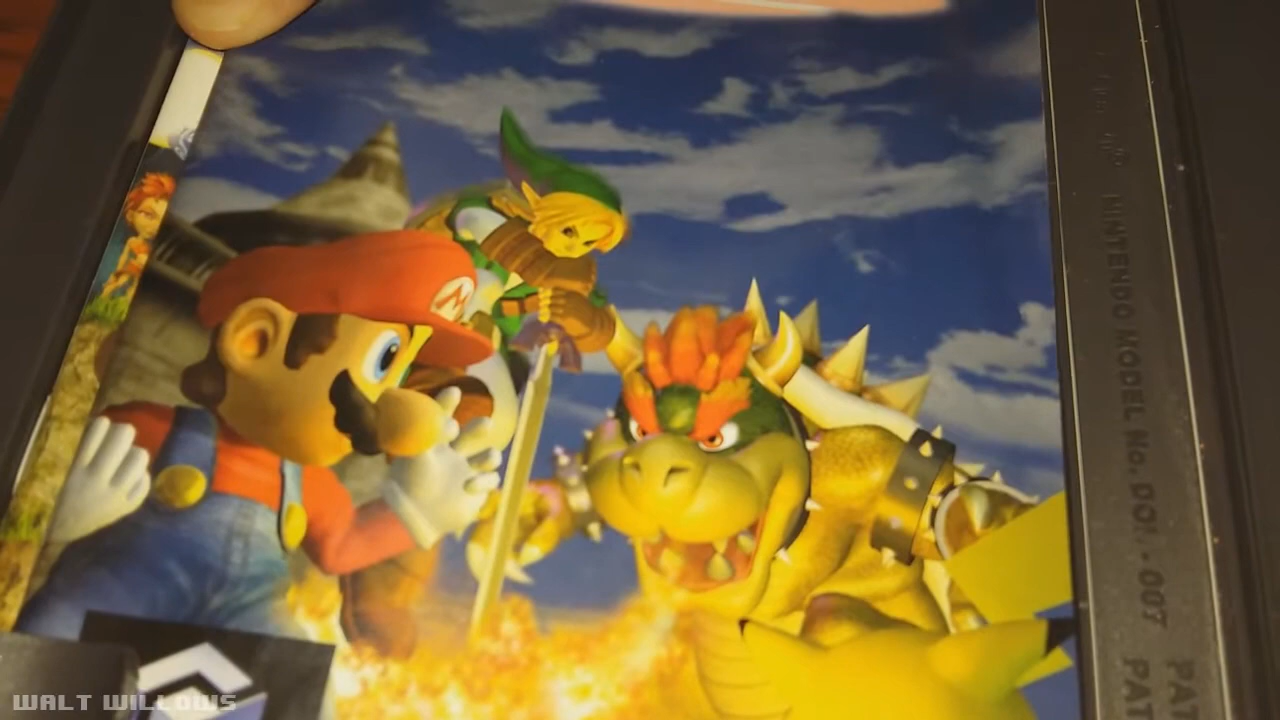 M
NINTENDO MODEL No. DOL-007
PAT
PAT
WALT WILLOWS